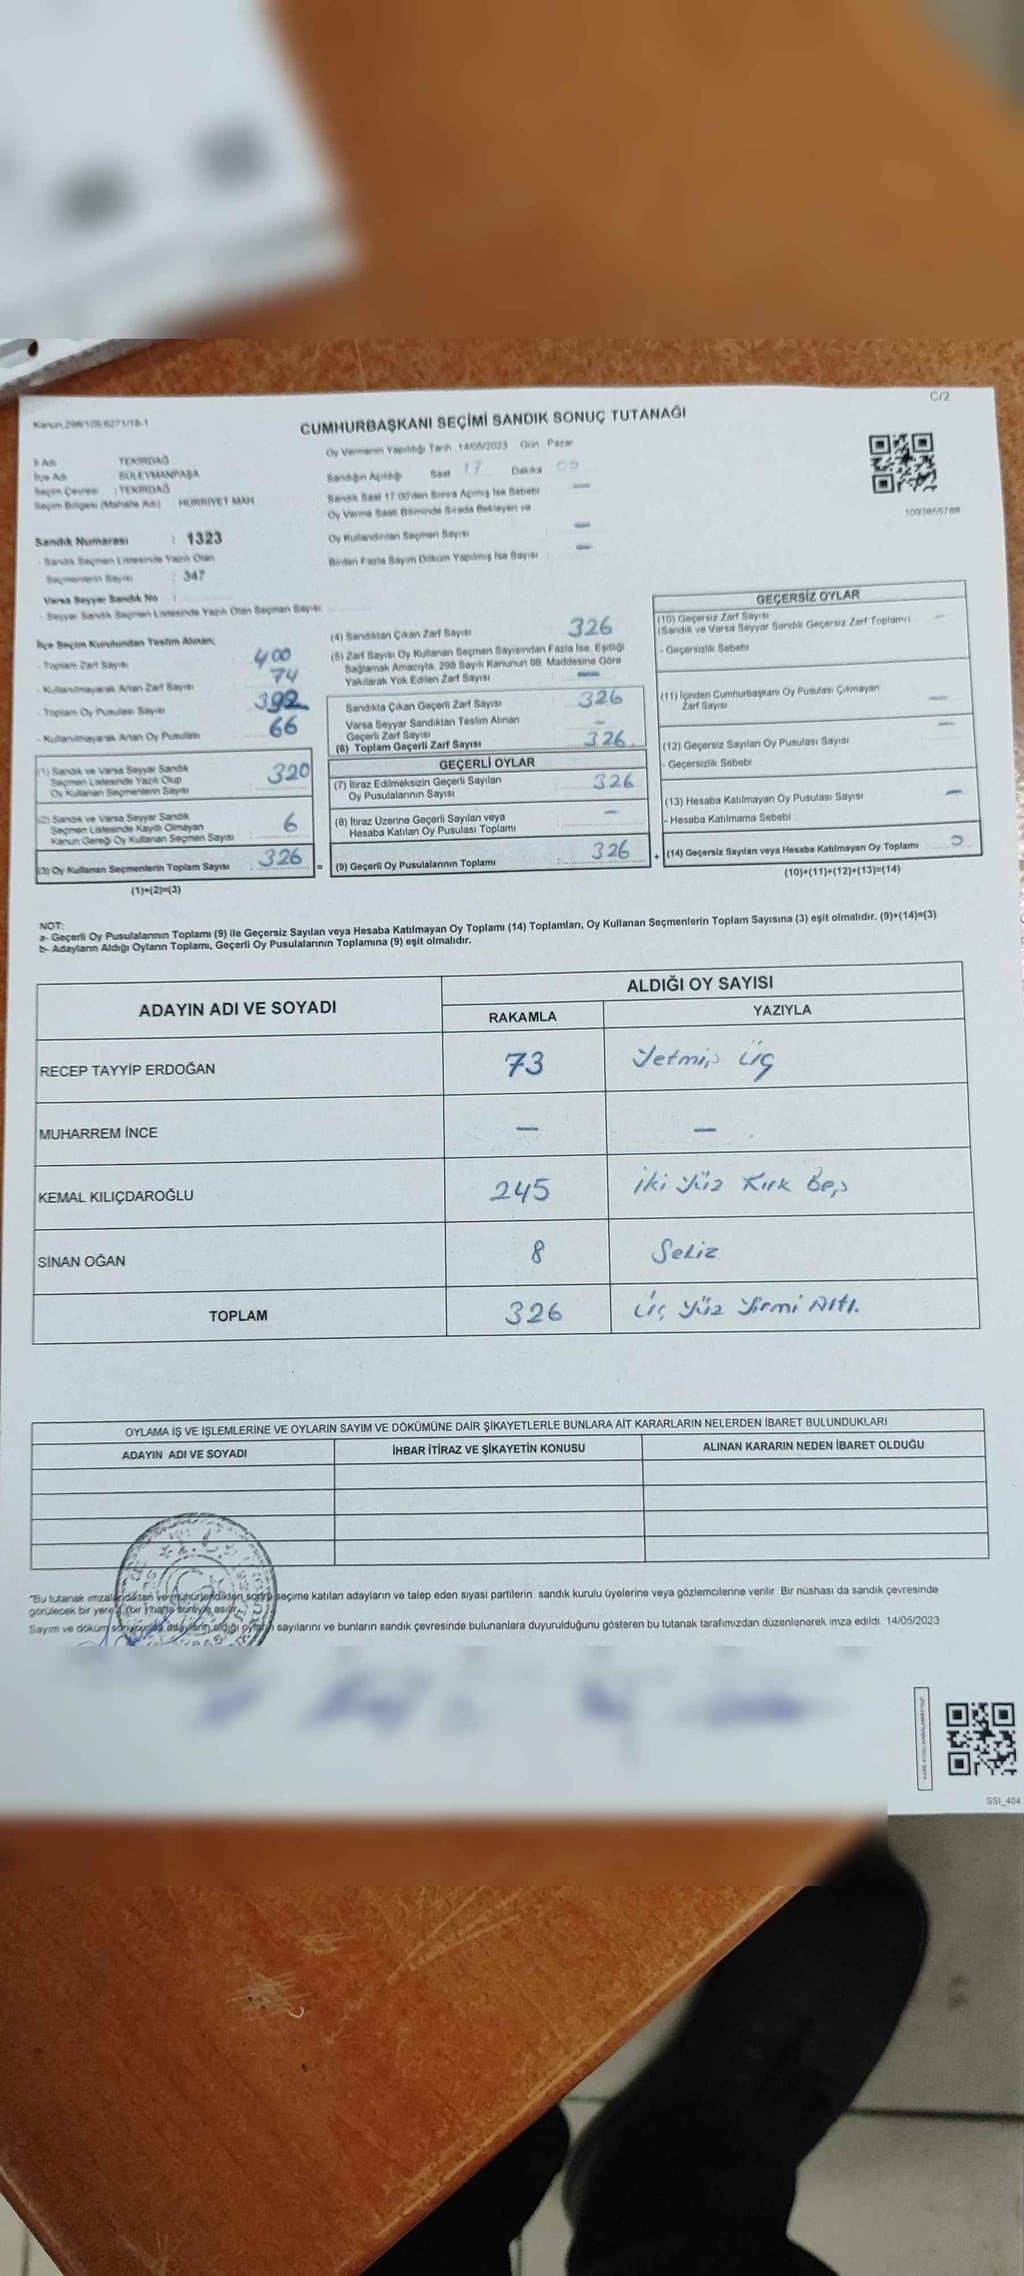 C/2
Kanun 298/106/6271/18-1
CUMHURBAŞKANI SEÇİMİ SANDIK SONUÇ TUTANAĞI
İl Adı TEKİRDAĞ
İlçe Adı SÜLEYMANPAŞA
Seçim Çevresi : TEKİRDAĞ
Seçim Bölgesi (Mahalle Adı) HÜRRİYET MAH
Sandık Numarası : 1323
- Sandık Seçmen Listesinde Yazılı Olan
Seçmenlerin Sayısı : 347
Varsa Seyyar Sandık No :
- Seyyar Sandık Seçmen Listesinde Yazılı Olan Seçmen Sayısı
Oy Vermenin Yapıldığı Tarih 14/05/2023 Gün Pazar
Sandığın Açıldığı Saat 17 Dakika
Sandık Saat 17.00'den Sonra Açılmış İse Sebebi —
Oy Verme Saati Bitiminde Sırada Bekleyen ve
Oy Kullandırılan Seçmen Sayısı —
Birden Fazla Sayım Döküm Yapılmış İse Sayısı —
1093855788
İlçe Seçim Kurulundan Teslim Alınan;
- Toplam Zarf Sayısı 400
- Kullanılmayarak Artan Zarf Sayısı 74
- Toplam Oy Pusulası Sayısı 392
- Kullanılmayarak Artan Oy Pusulası 66
(1) Sandık ve Varsa Seyyar Sandık
Seçmen Listesinde Yazılı Olup
Oy Kullanan Seçmenlerin Sayısı 320
(2) Sandık ve Varsa Seyyar Sandık
Seçmen Listesinde Kayıtlı Olmayan
Kanun Gereği Oy Kullanan Seçmen Sayısı 6
(3) Oy Kullanan Seçmenlerin Toplam Sayısı : 326 =
(1)+(2)=(3)
(4) Sandıktan Çıkan Zarf Sayısı 326
(5) Zarf Sayısı Oy Kullanan Seçmen Sayısından Fazla İse, Eşitliği
Sağlamak Amacıyla, 298 Sayılı Kanunun 98. Maddesine Göre
Yakılarak Yok Edilen Zarf Sayısı —
Sandıkta Çıkan Geçerli Zarf Sayısı 326
Varsa Seyyar Sandıktan Teslim Alınan
Geçerli Zarf Sayısı —
(6) Toplam Geçerli Zarf Sayısı 326
GEÇERLİ OYLAR
(7) İtiraz Edilmeksizin Geçerli Sayılan
Oy Pusulalarının Sayısı : 326
(8) İtiraz Üzerine Geçerli Sayılan veya
Hesaba Katılan Oy Pusulası Toplamı : —
(9) Geçerli Oy Pusulalarının Toplamı : 326 +
GEÇERSİZ OYLAR
(10) Geçersiz Zarf Sayısı
(Sandık ve Varsa Seyyar Sandık Geçersiz Zarf Toplamı) —
- Geçersizlik Sebebi
(11) İçinden Cumhurbaşkanı Oy Pusulası Çıkmayan
Zarf Sayısı —
(12) Geçersiz Sayılan Oy Pusulası Sayısı —
- Geçersizlik Sebebi
(13) Hesaba Katılmayan Oy Pusulası Sayısı —
- Hesaba Katılmama Sebebi
(14) Geçersiz Sayılan veya Hesaba Katılmayan Oy Toplamı 0
(10)+(11)+(12)+(13)=(14)
NOT:
a- Geçerli Oy Pusulalarının Toplamı (9) ile Geçersiz Sayılan veya Hesaba Katılmayan Oy Toplamı (14) Toplamları, Oy Kullanan Seçmenlerin Toplam Sayısına (3) eşit olmalıdır. (9)+(14)=(3)
b- Adayların Aldığı Oyların Toplamı, Geçerli Oy Pusulalarının Toplamına (9) eşit olmalıdır.
ADAYIN ADI VE SOYADI
ALDIĞI OY SAYISI
RAKAMLA YAZIYLA
RECEP TAYYİP ERDOĞAN 73 Yetmiş üç
MUHARREM İNCE — —
KEMAL KILIÇDAROĞLU 245 İki Yüz Kırk Beş
SİNAN OĞAN 8 Sekiz
TOPLAM 326 Üç Yüz Yirmi Altı.
OYLAMA İŞ VE İŞLEMLERİNE VE OYLARIN SAYIM VE DÖKÜMÜNE DAİR ŞİKAYETLERLE BUNLARA AİT KARARLARIN NELERDEN İBARET BULUNDUKLARI
ADAYIN ADI VE SOYADI İHBAR İTİRAZ VE ŞİKAYETİN KONUSU ALINAN KARARIN NEDEN İBARET OLDUĞU
"Bu tutanak imzalandıktan ve mühürlendikten sonra seçime katılan adayların ve talep eden siyasi partilerin sandık kurulu üyelerine veya gözlemcilerine verilir. Bir nüshası da sandık çevresinde
görülecek bir yere (bir) hafta süreyle asılır.
Sayım ve döküm sonucunda adayların aldığı oyların sayılarını ve bunların sandık çevresinde bulunanlara duyurulduğunu gösteren bu tutanak tarafımızdan düzenlenerek imza edildi. 14/05/2023
SSI_404